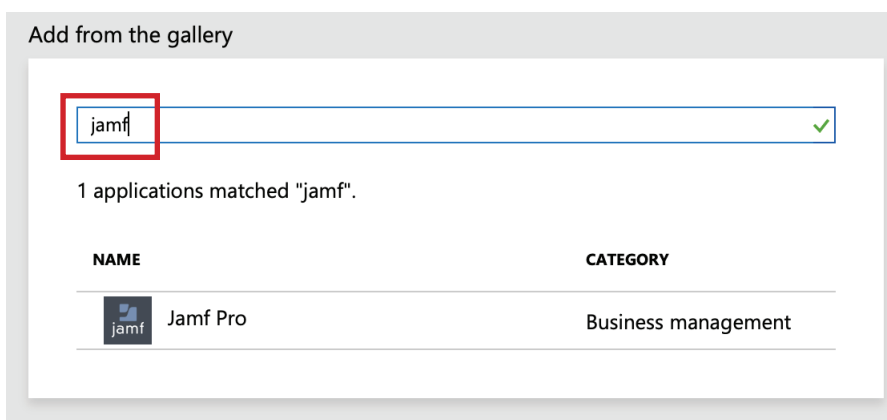 Add from the gallery
jamf
1 applications matched "jamf".
NAME CATEGORY
jamf Jamf Pro Business management